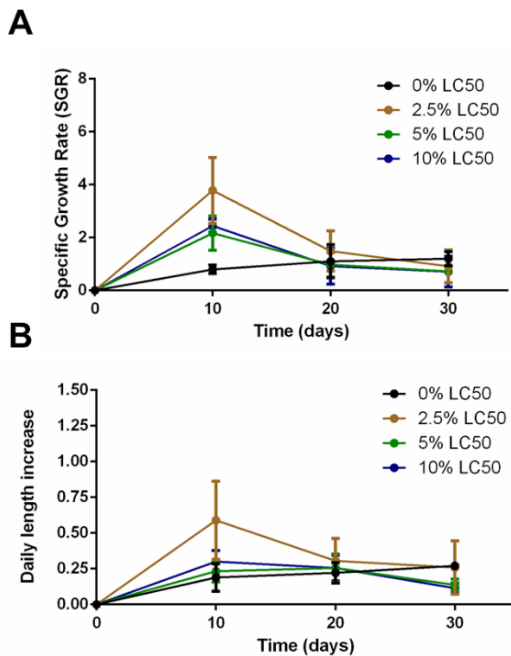 A
Specific Growth Rate (SGR)
8
6
4
2
0
0 10 20 30
Time (days)
0% LC50
2.5% LC50
5% LC50
10% LC50
B
Daily length increase
1.50
1.25
1.00
0.75
0.50
0.25
0.00
0 10 20 30
Time (days)
0% LC50
2.5% LC50
5% LC50
10% LC50